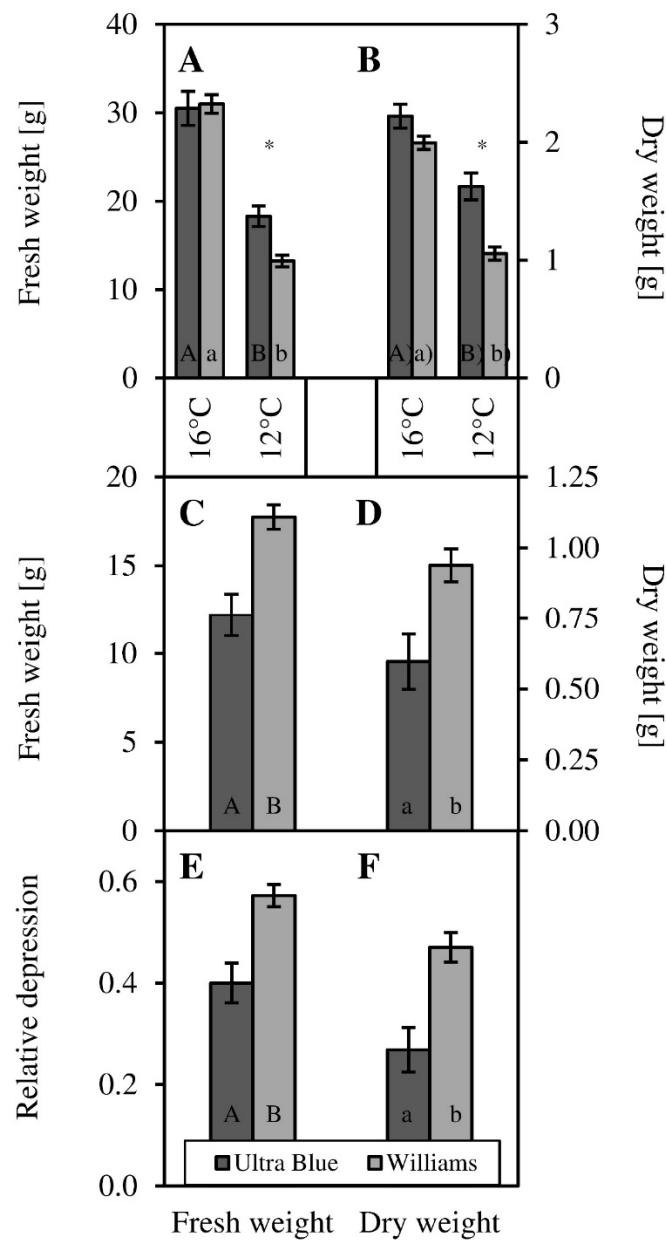 A
B
40
30
20
10
0
Fresh weight [g]
3
2
1
0
Dry weight [g]
*
*
A a B b
A) a) B) b)
16°C 12°C 16°C 12°C
C
D
20
15
10
5
0
Fresh weight [g]
1.25
1.00
0.75
0.50
0.25
0.00
Dry weight [g]
A B a b
E
F
0.6
0.4
0.2
0.0
Relative depression
A B a b
Ultra Blue Williams
Fresh weight Dry weight